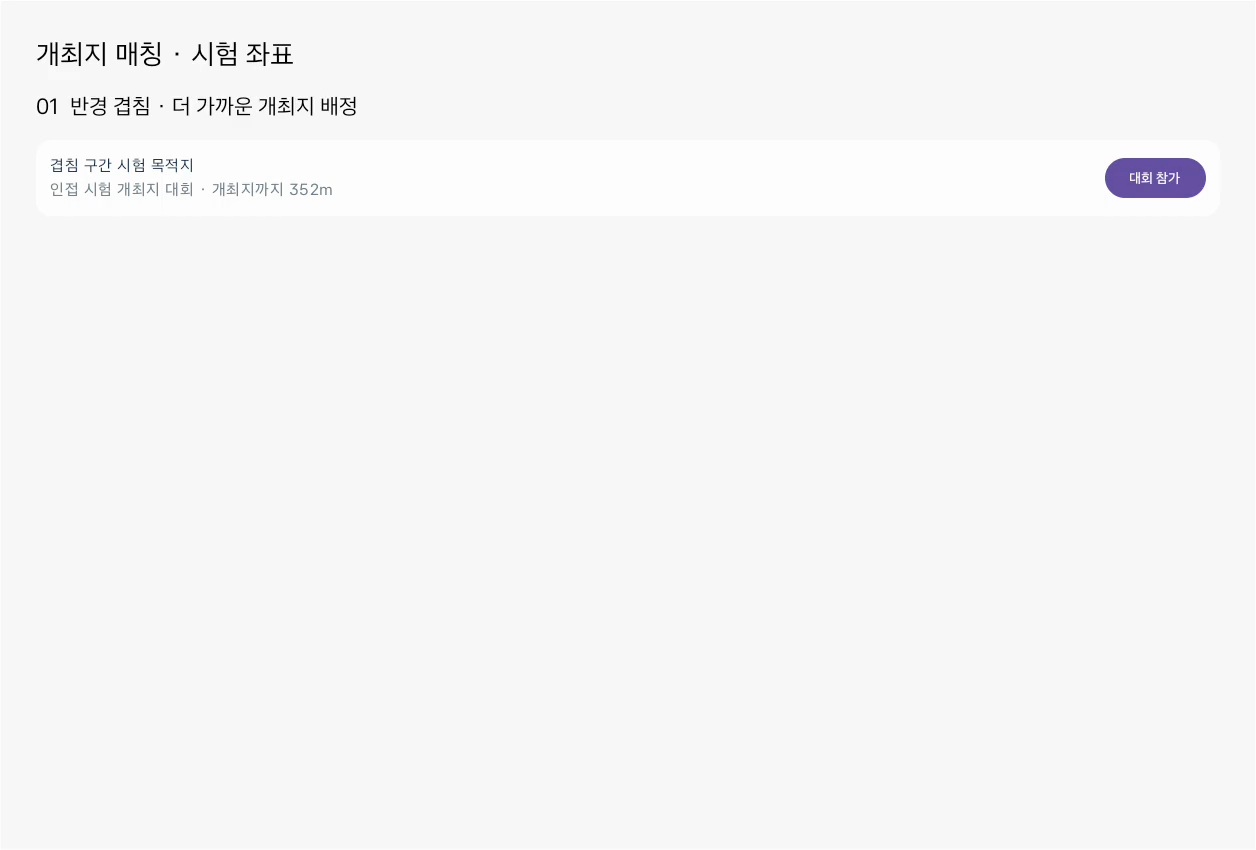 개최지 매칭 · 시험 좌표
01 반경 겹침 · 더 가까운 개최지 배정
겹침 구간 시험 목적지
인접 시험 개최지 대회 · 개최지까지 352m
대회 참가